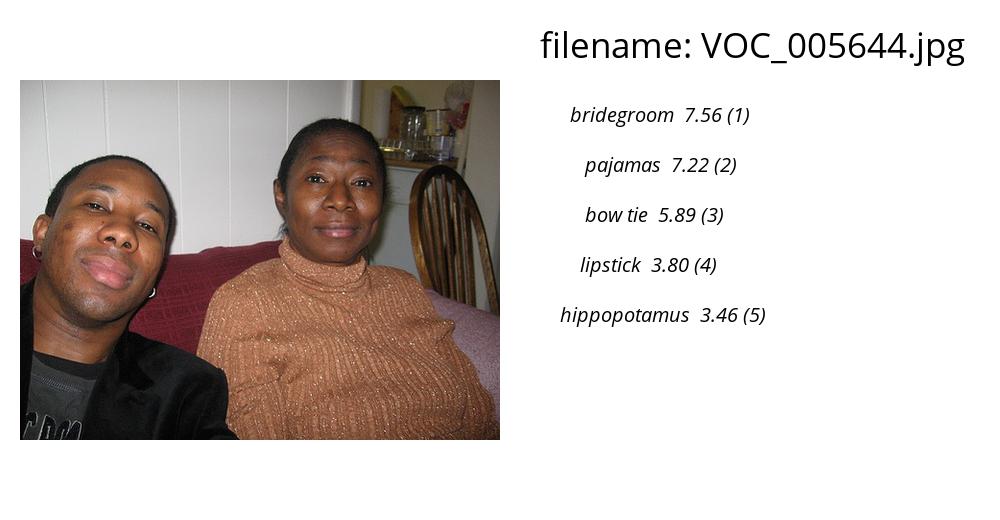 filename: VOC_005644.jpg
bridegroom 7.56 (1)
pajamas 7.22 (2)
bow tie 5.89 (3)
lipstick 3.80 (4)
hippopotamus 3.46 (5)